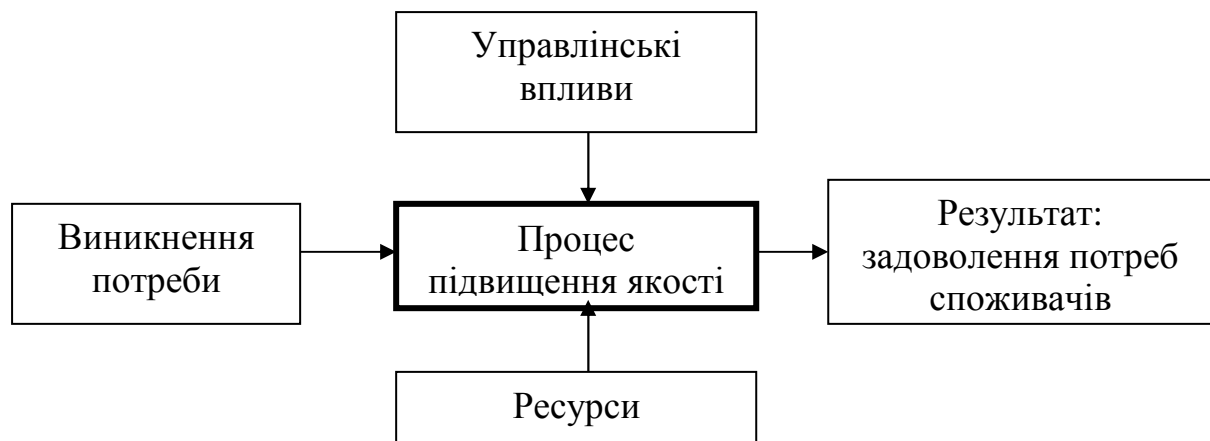 Управлінські
впливи
Виникнення
потреби
Процес
підвищення якості
Результат:
задоволення потреб
споживачів
Ресурси